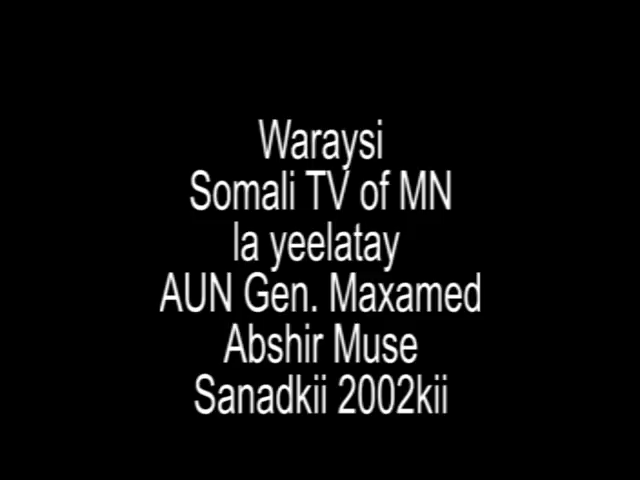 Waraysi
Somali TV of MN
la yeelatay
AUN Gen. Maxamed
Abshir Muse
Sanadkii 2002kii